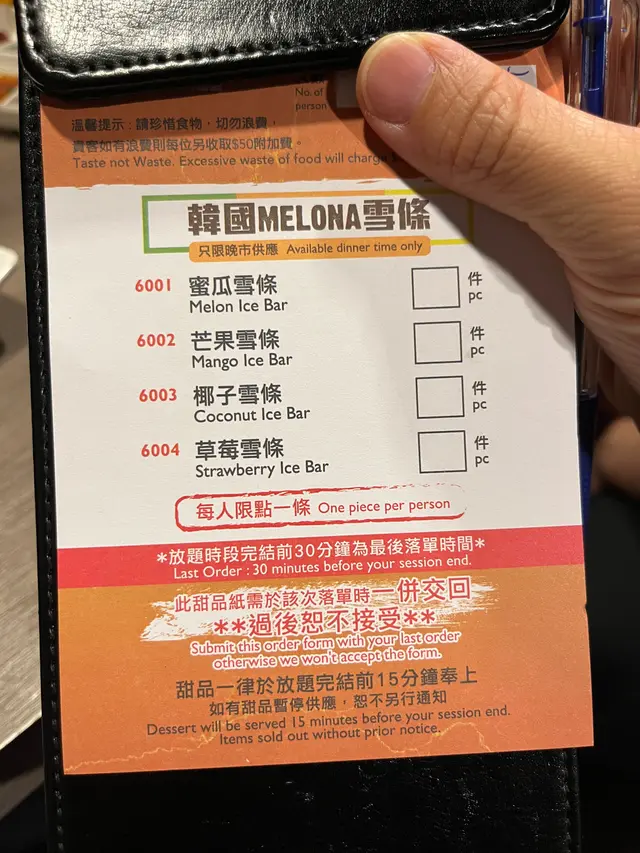 No. of
person
溫馨提示：請珍惜食物，切勿浪費，
貴客如有浪費則每位另收取$50附加費。
Taste not Waste. Excessive waste of food will charge
韓國MELONA雪條
只限晚市供應 Available dinner time only
6001 蜜瓜雪條 件
Melon Ice Bar pc
6002 芒果雪條 件
Mango Ice Bar pc
6003 椰子雪條 件
Coconut Ice Bar pc
6004 草莓雪條 件
Strawberry Ice Bar pc
每人限點一條 One piece per person
*放題時段完結前30分鐘為最後落單時間*
Last Order : 30 minutes before your session end.
此甜品紙需於該次落單時一併交回
**過後恕不接受**
Submit this order form with your last order
otherwise we won't accept the form.
甜品一律於放題完結前15分鐘奉上
如有甜品暫停供應，恕不另行通知
Dessert will be served 15 minutes before your session end.
Items sold out without prior notice.